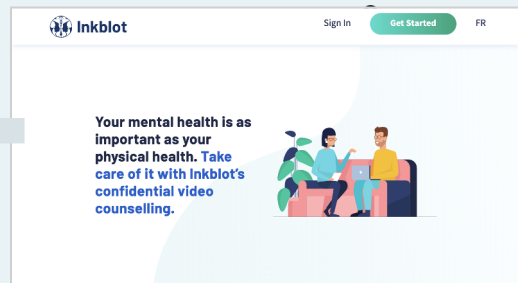 Inkblot
Sign In
Get Started
FR
Your mental health is as
important as your
physical health. Take
care of it with Inkblot's
confidential video
counselling.